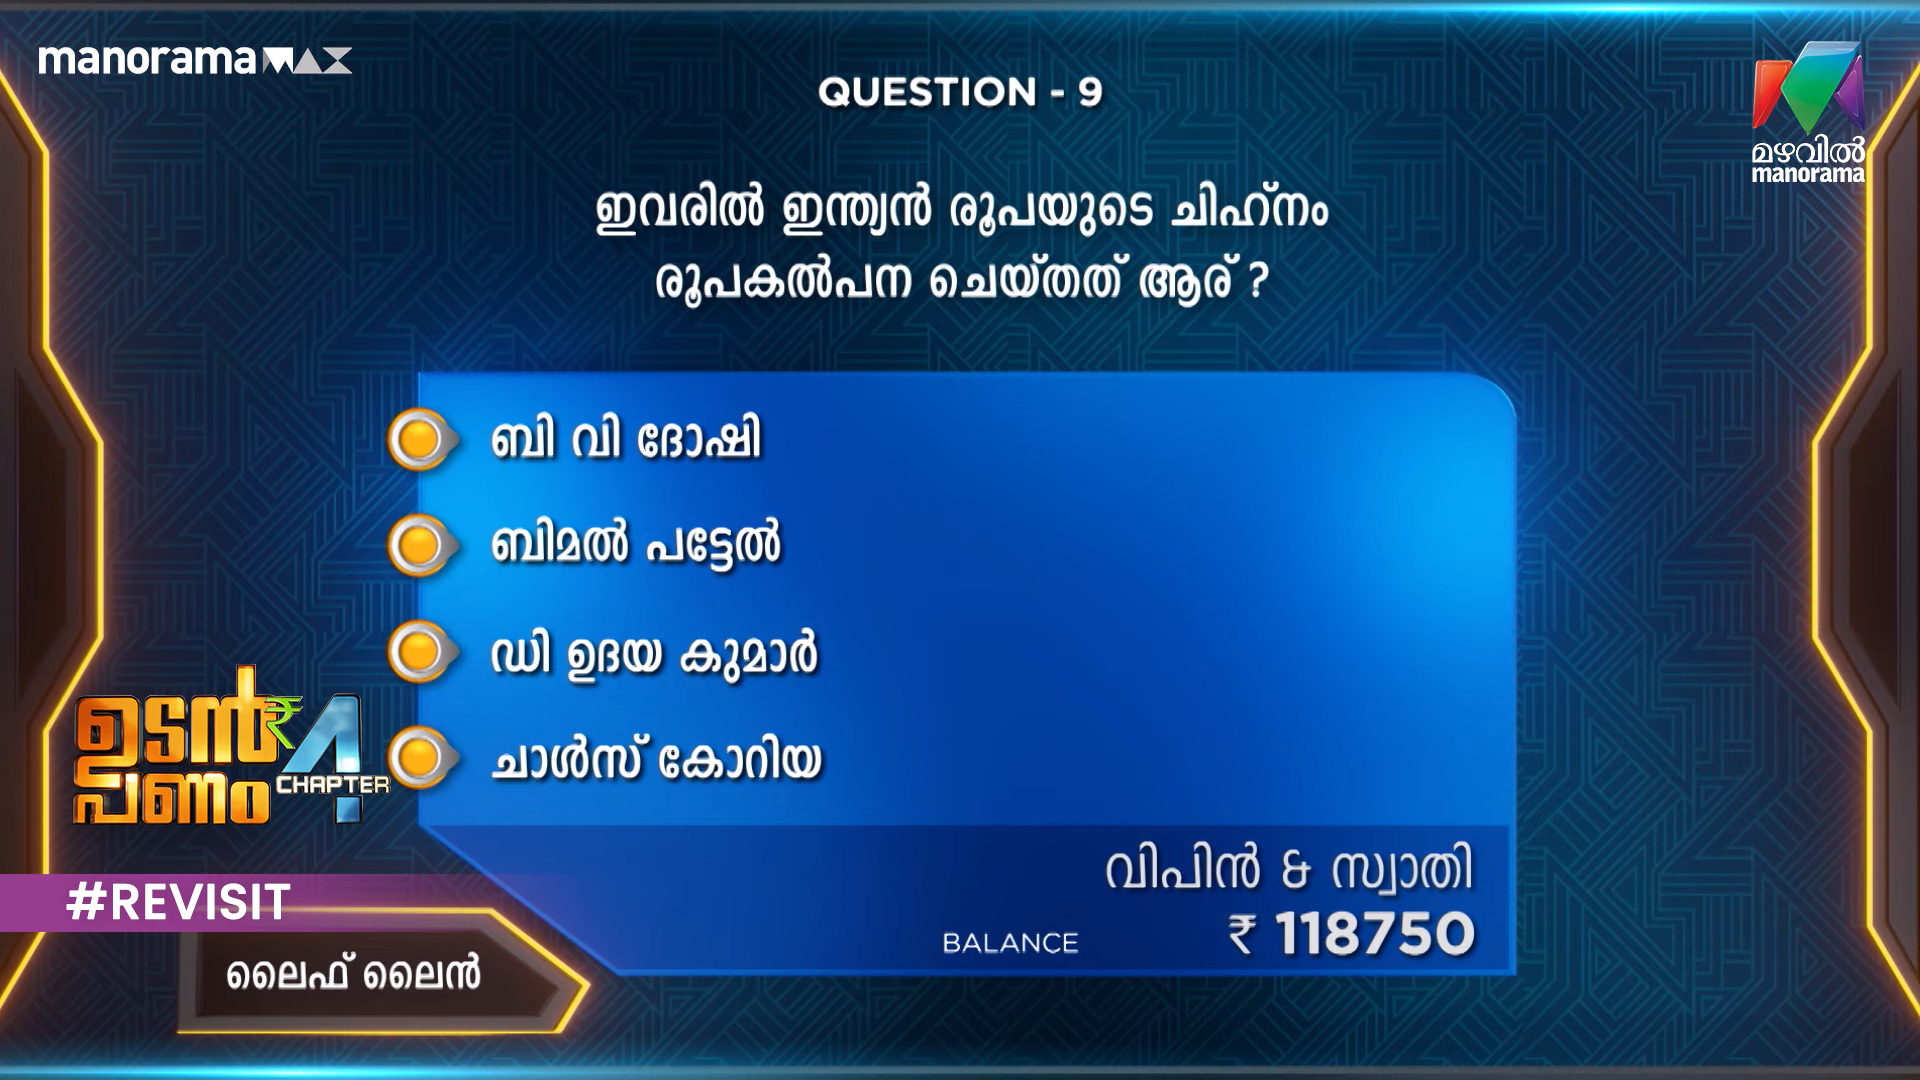 manorama MAX
QUESTION - 9
മഴവിൽ
manorama
ഇവരിൽ ഇന്ത്യൻ രൂപയുടെ ചിഹ്നം
രൂപകൽപന ചെയ്തത് ആര് ?
ബി വി ദോഷി
ബിമൽ പട്ടേൽ
ഡി ഉദയ കുമാർ
ചാൾസ് കോറിയ
ഉടൻ ₹ 4
പണം CHAPTER
വിപിൻ & സ്വാതി
BALANCE ₹ 118750
#REVISIT
ലൈഫ് ലൈൻ